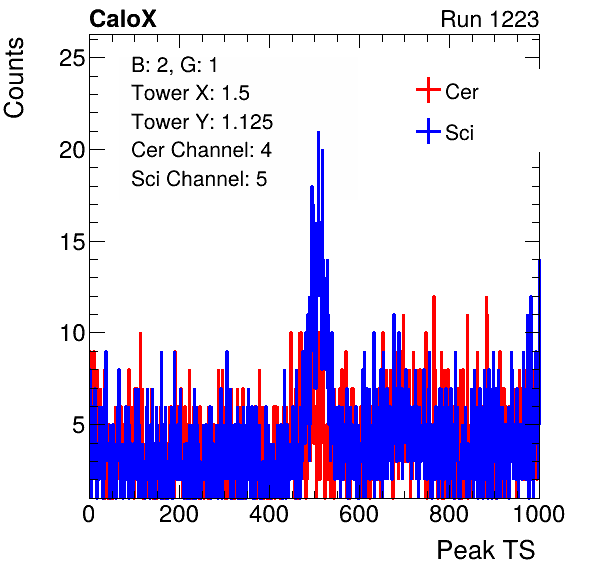 CaloX Run 1223
Counts
25
20
15
10
5
B: 2, G: 1
Tower X: 1.5
Tower Y: 1.125
Cer Channel: 4
Sci Channel: 5
Cer
Sci
0 200 400 600 800 1000
Peak TS